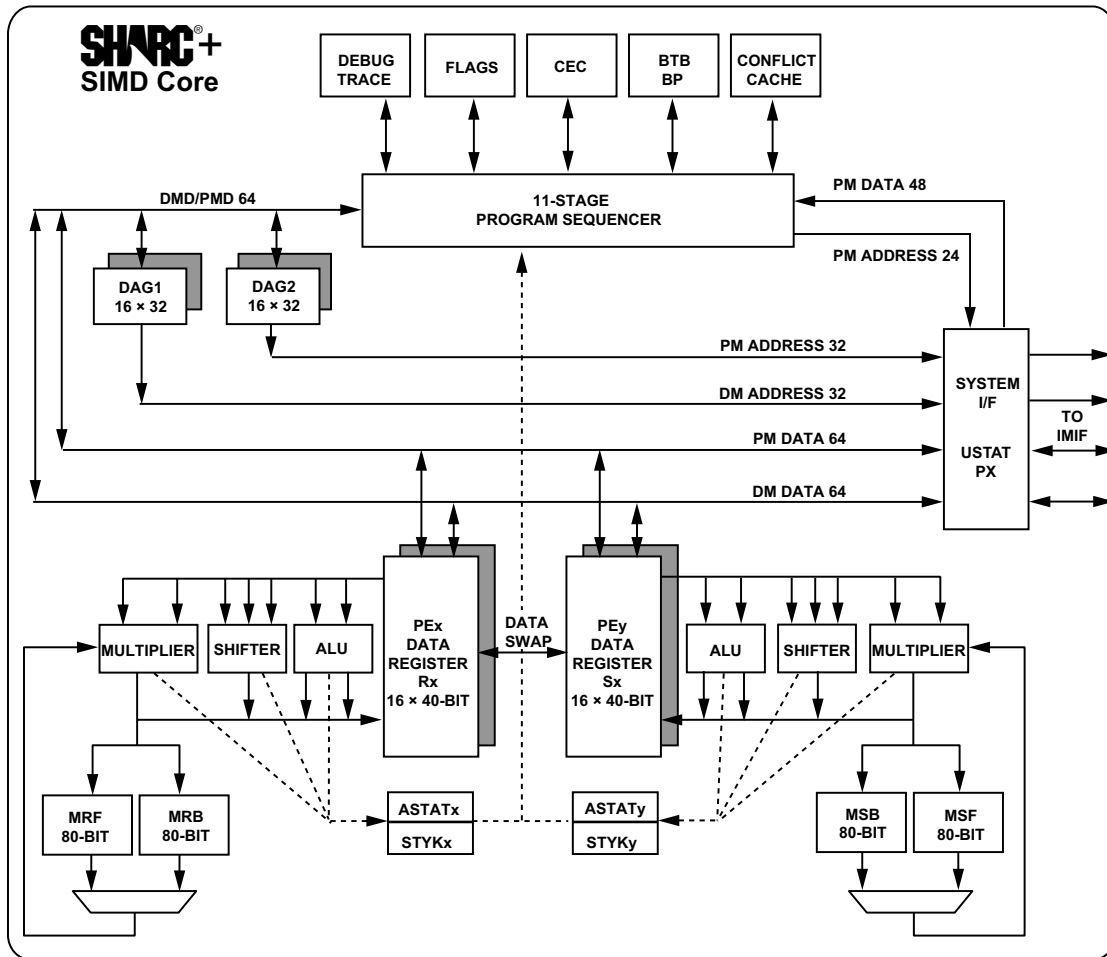 SHARC®+
SIMD Core
DEBUG
TRACE
FLAGS
CEC
BTB
BP
CONFLICT
CACHE
DMD/PMD 64
11-STAGE
PROGRAM SEQUENCER
PM DATA 48
PM ADDRESS 24
DAG1
16 × 32
DAG2
16 × 32
PM ADDRESS 32
DM ADDRESS 32
PM DATA 64
DM DATA 64
SYSTEM
I/F
USTAT
PX
TO
IMIF
MULTIPLIER
SHIFTER
ALU
PEx
DATA
REGISTER
Rx
16 × 40-BIT
DATA
SWAP
PEy
DATA
REGISTER
Sx
16 × 40-BIT
ALU
SHIFTER
MULTIPLIER
MRF
80-BIT
MRB
80-BIT
ASTATx
STYKx
ASTATy
STYKy
MSB
80-BIT
MSF
80-BIT